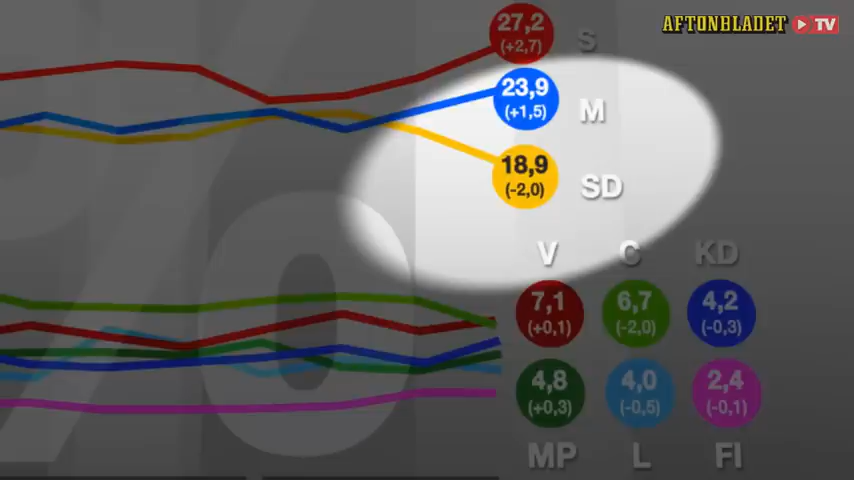 AFTONBLADET TV
27,2
(+2,7)
S
23,9
(+1,5)
M
18,9
(-2,0)
SD
V C KD
7,1 6,7 4,2
(+0,1) (-2,0) (-0,3)
4,8 4,0 2,4
(+0,3) (-0,5) (-0,1)
MP L FI
%